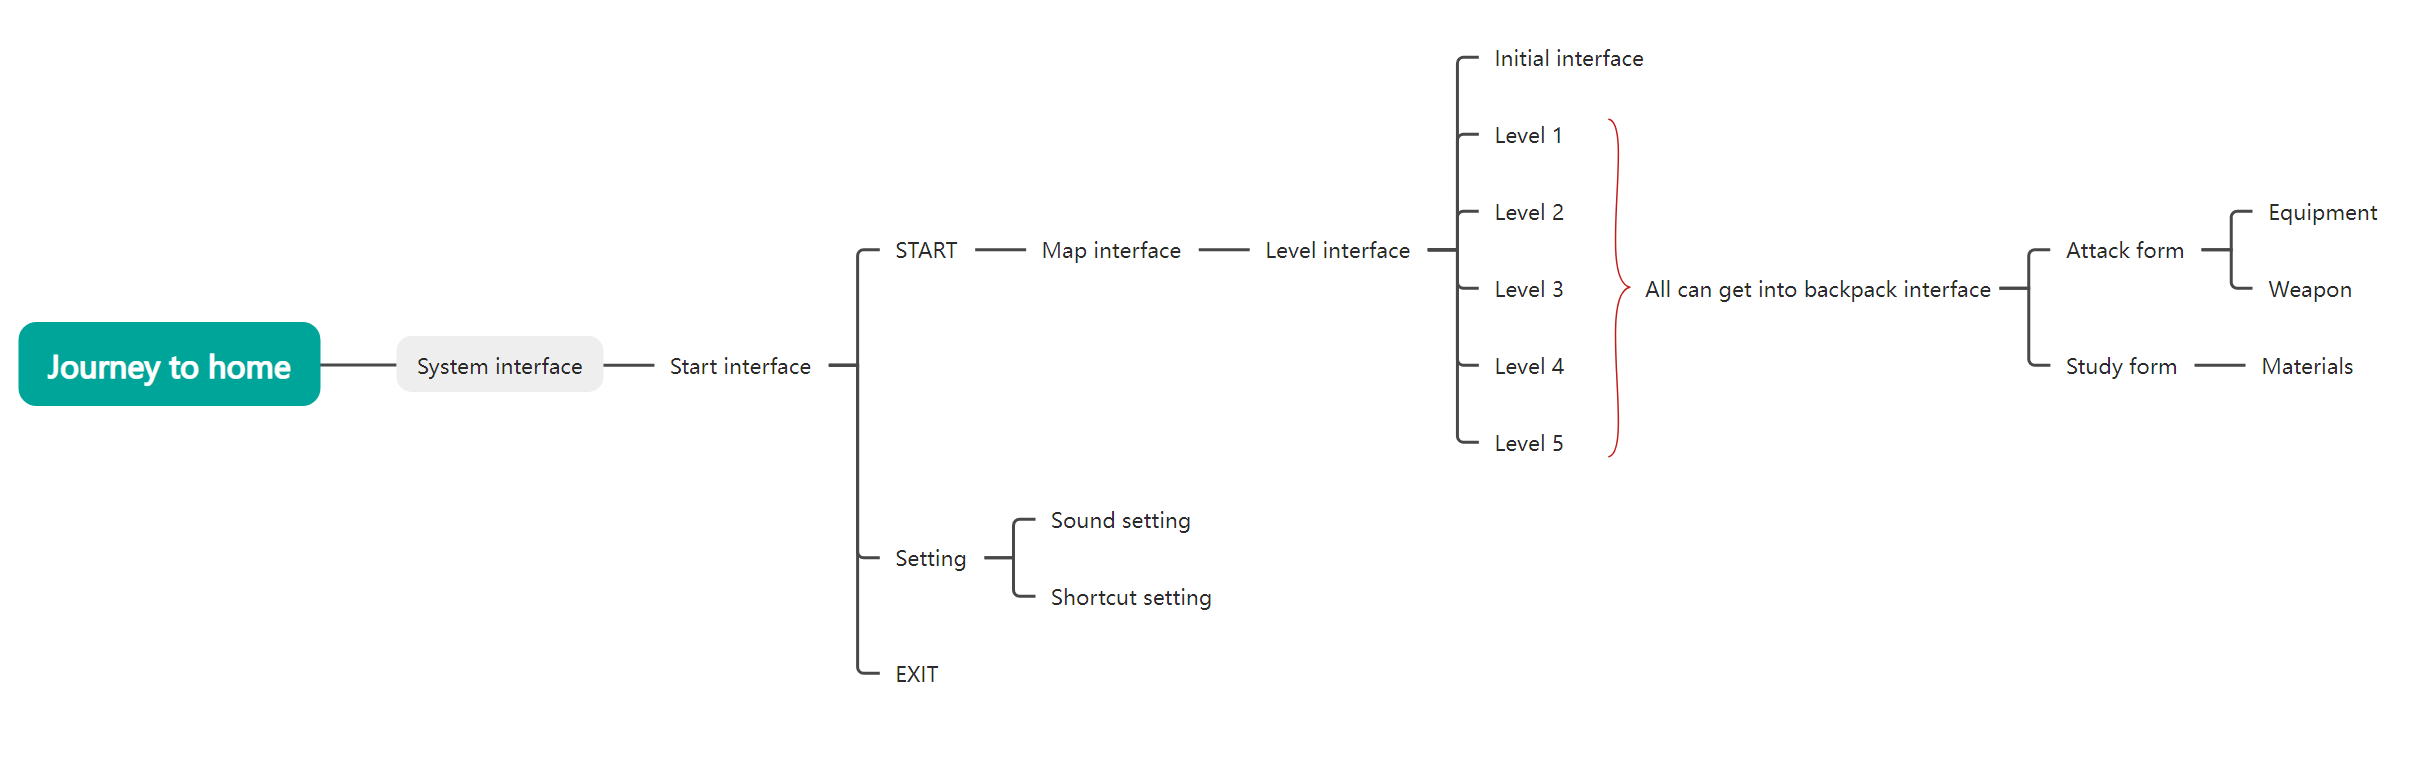 Journey to home
System interface
Start interface
START
Map interface
Level interface
Initial interface
Level 1
Level 2
Level 3
Level 4
Level 5
All can get into backpack interface
Attack form
Equipment
Weapon
Study form
Materials
Setting
Sound setting
Shortcut setting
EXIT